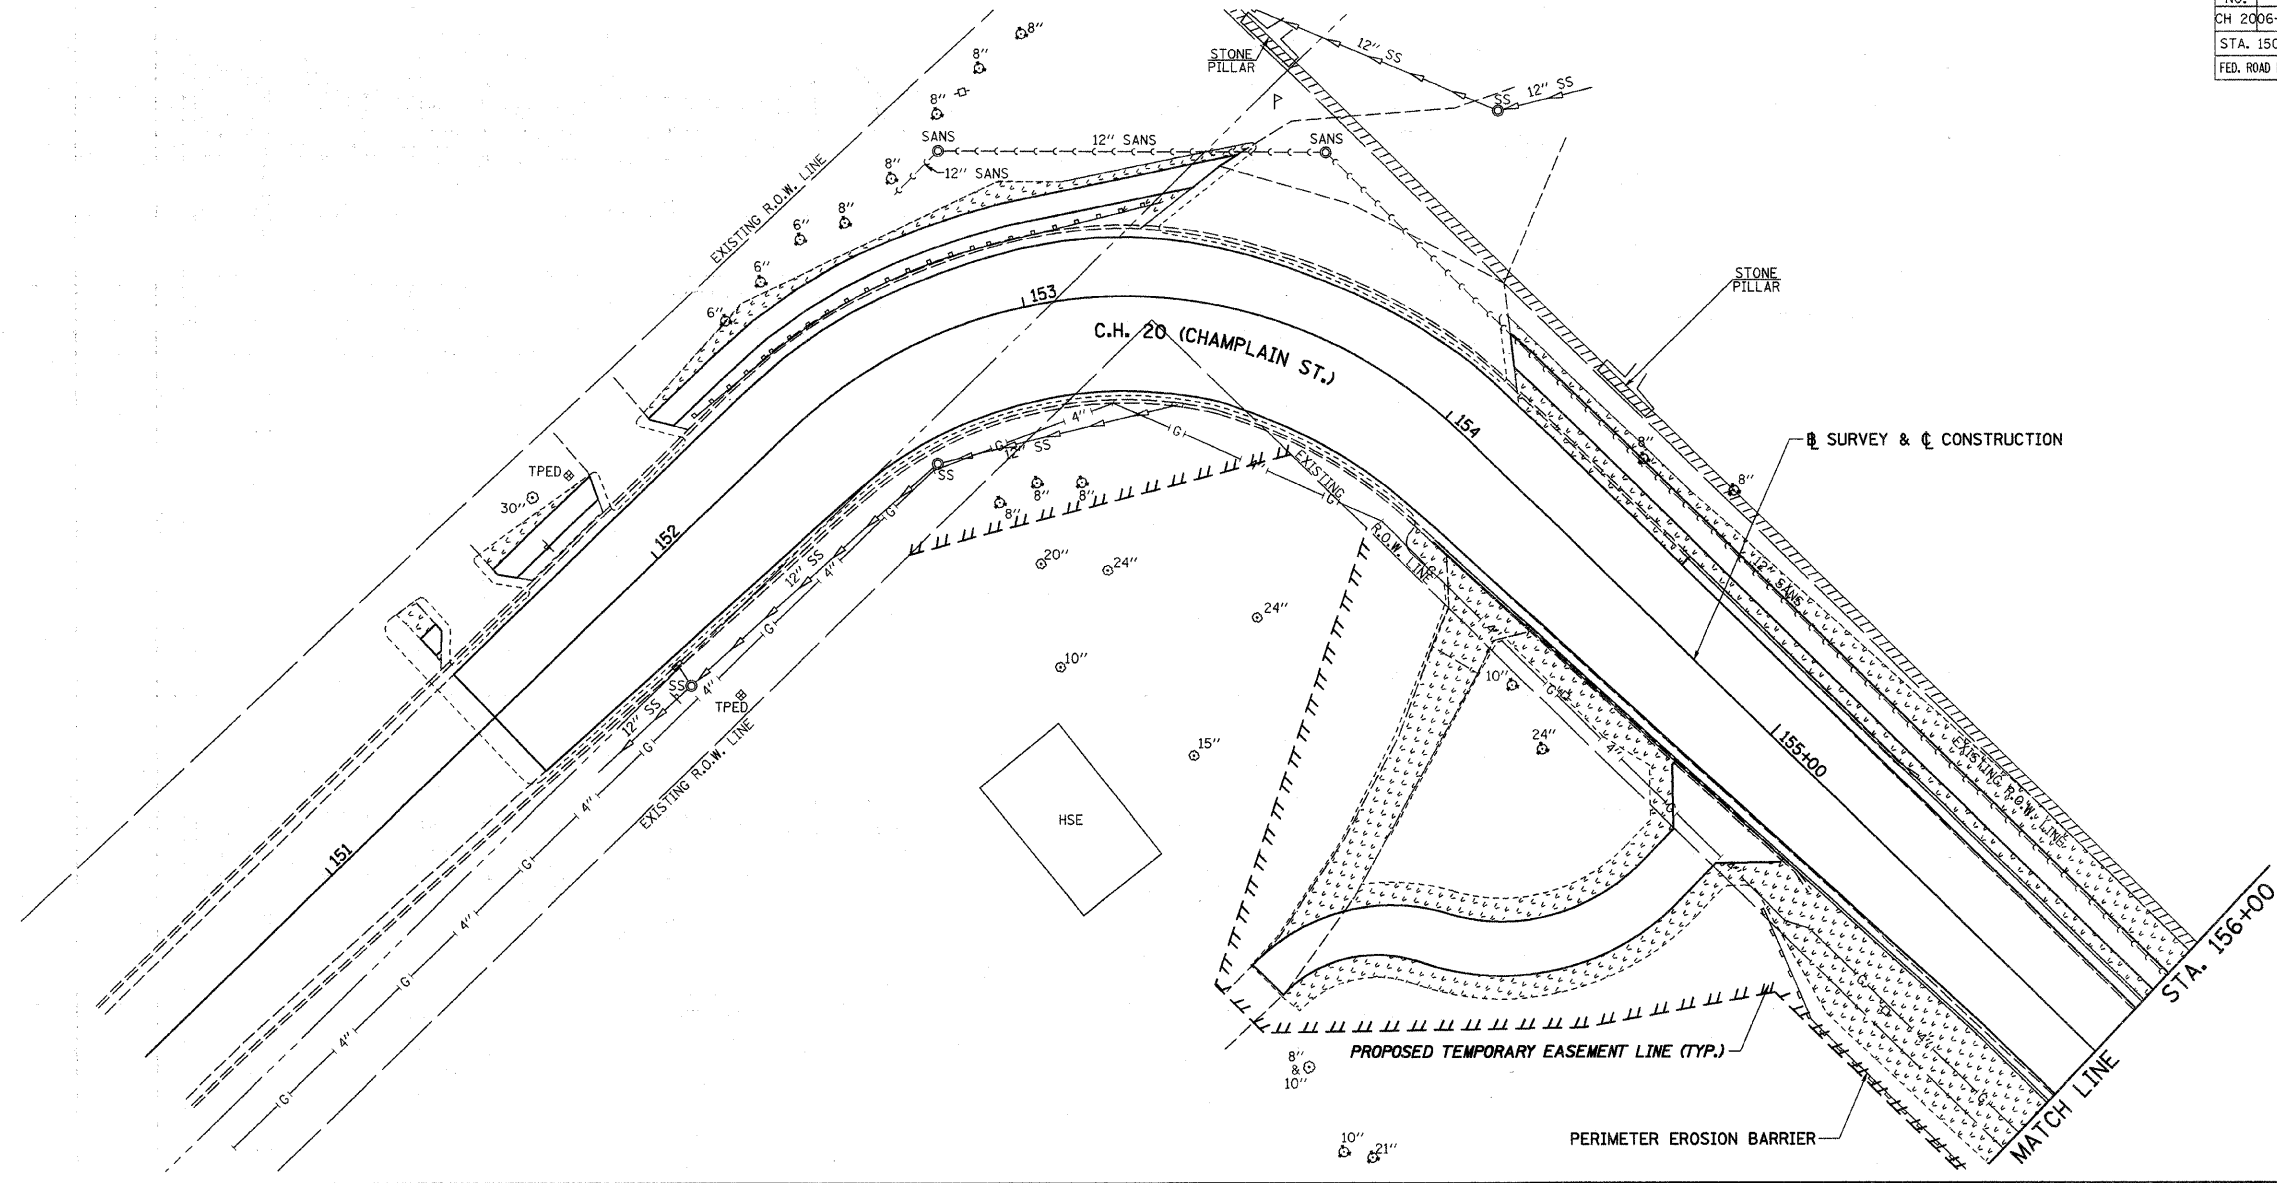 NO.
CH 2006-
STA. 150
FED. ROAD
8"
8"
8"
8"
8"
6"
6"
6"
STONE
PILLAR
12" SS
SS
12" SS
SANS
12" SANS
SANS
12" SANS
EXISTING R.O.W. LINE
STONE
PILLAR
153
C.H. 20 (CHAMPLAIN ST.)
154
℄ SURVEY & ℄ CONSTRUCTION
8"
8"
TPED
30"
152
G
4"
G
12" SS
SS
8"
8"
8"
G
EXISTING
R.O.W.
LINE
G
12" SS
4"
G
20"
24"
24"
10"
12" SANS
SS
4"
TPED
12" SS
G
EXISTING R.O.W. LINE
4"
10"
G
24"
4"
15"
155+00
HSE
EXISTING R.O.W. LINE
151
4"
G
4"
G
4"
G
G
STA. 156+00
MATCH LINE
PROPOSED TEMPORARY EASEMENT LINE (TYP.)
8"
&
10"
G
4"
G
10"
21"
PERIMETER EROSION BARRIER